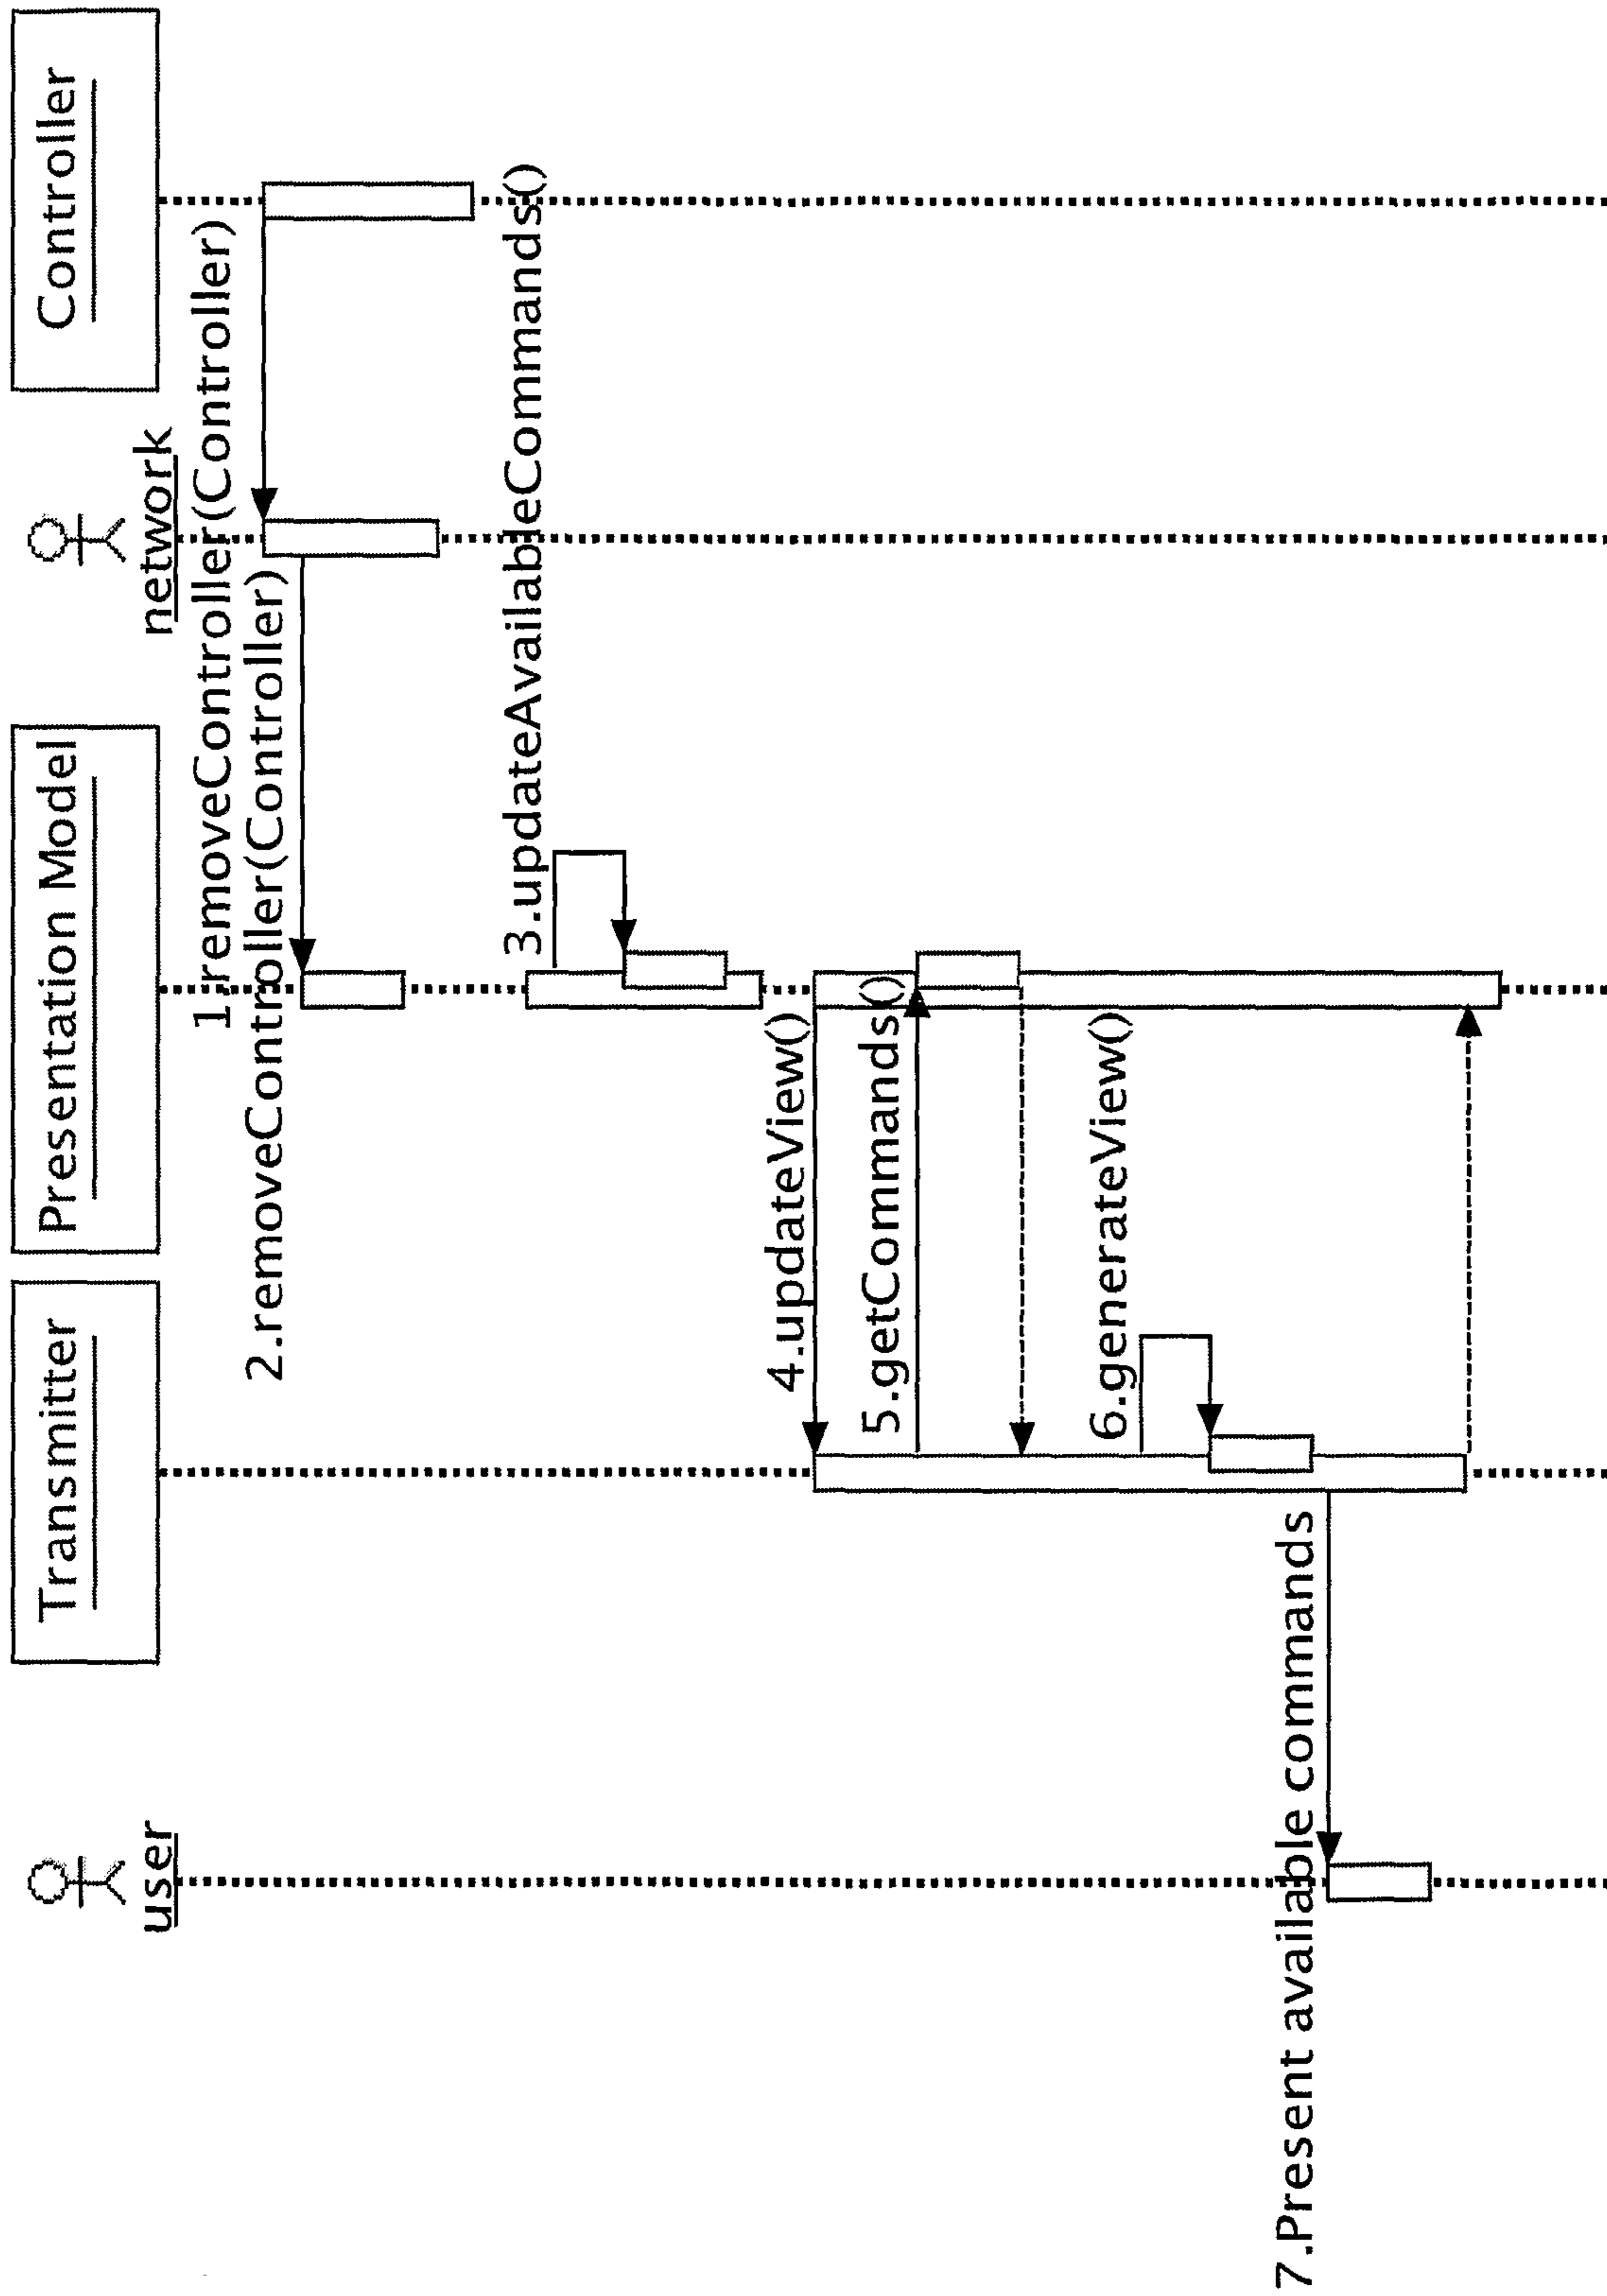 user
Transmitter
Presentation Model
network
Controller
1.removeController(Controller)
2.removeController(Controller)
3.updateAvailableCommands()
4.updateView()
5.getCommands()
6.generateView()
7.Present available commands